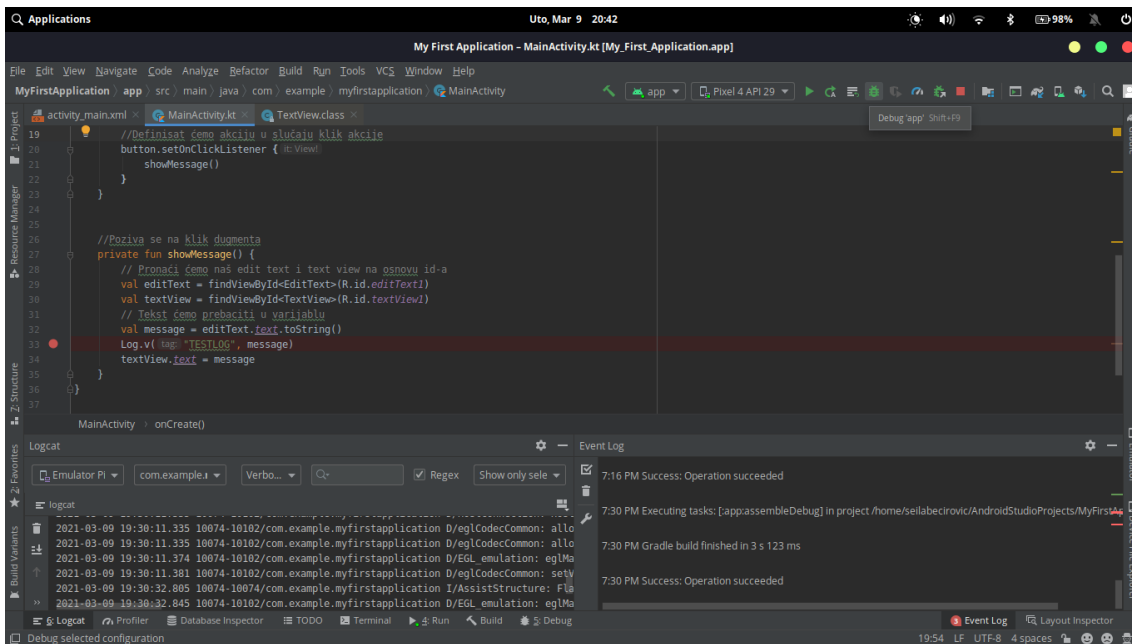 Applications
Uto, Mar 9 20:42
98%
My First Application – MainActivity.kt [My_First_Application.app]
File Edit View Navigate Code Analyze Refactor Build Run Tools VCS Window Help
MyFirstApplication app src main java com example myfirstapplication MainActivity
app
Pixel 4 API 29
activity_main.xml
MainActivity.kt
TextView.class
Debug 'app' Shift+F9
1: Project
Resource Manager
Z: Structure
2: Favorites
Build Variants
19 //Definisat ćemo akciju u slučaju klik akcije
20 button.setOnClickListener { it: View!
21 showMessage()
22 }
23 }
24
25
26 //Poziva se na klik dugmenta
27 private fun showMessage() {
28 // Pronaći ćemo naš edit text i text view na osnovu id-a
29 val editText = findViewById<EditText>(R.id.editText1)
30 val textView = findViewById<TextView>(R.id.textView1)
31 // Tekst ćemo prebaciti u varijablu
32 val message = editText.text.toString()
33 Log.v( tag: "TESTLOG", message)
34 textView.text = message
35 }
36 }
37
MainActivity onCreate()
Logcat
Emulator Pi
com.example.
Verbo...
Regex
Show only sele
logcat
2021-03-09 19:30:11.335 10074-10102/com.example.myfirstapplication D/eglCodecCommon: allo
2021-03-09 19:30:11.335 10074-10102/com.example.myfirstapplication D/eglCodecCommon: allo
2021-03-09 19:30:11.374 10074-10102/com.example.myfirstapplication D/EGL_emulation: eglMa
2021-03-09 19:30:11.381 10074-10102/com.example.myfirstapplication D/eglCodecCommon: setV
2021-03-09 19:30:32.805 10074-10074/com.example.myfirstapplication I/AssistStructure: Fla
2021-03-09 19:30:32.845 10074-10102/com.example.myfirstapplication D/EGL_emulation: eglMa
Event Log
7:16 PM Success: Operation succeeded
7:30 PM Executing tasks: [:app:assembleDebug] in project /home/seilabecirovic/AndroidStudioProjects/MyFirstAp
7:30 PM Gradle build finished in 3 s 123 ms
7:30 PM Success: Operation succeeded
6: Logcat
Profiler
Database Inspector
TODO
Terminal
4: Run
Build
5: Debug
3 Event Log
Layout Inspector
Debug selected configuration
19:54 LF UTF-8 4 spaces